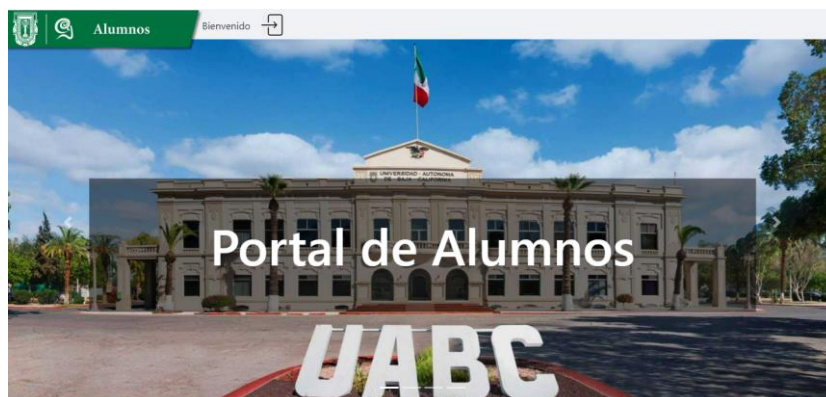 Alumnos
Bienvenido
UNIVERSIDAD AUTONOMA
DE BAJA CALIFORNIA
Portal de Alumnos
UABC